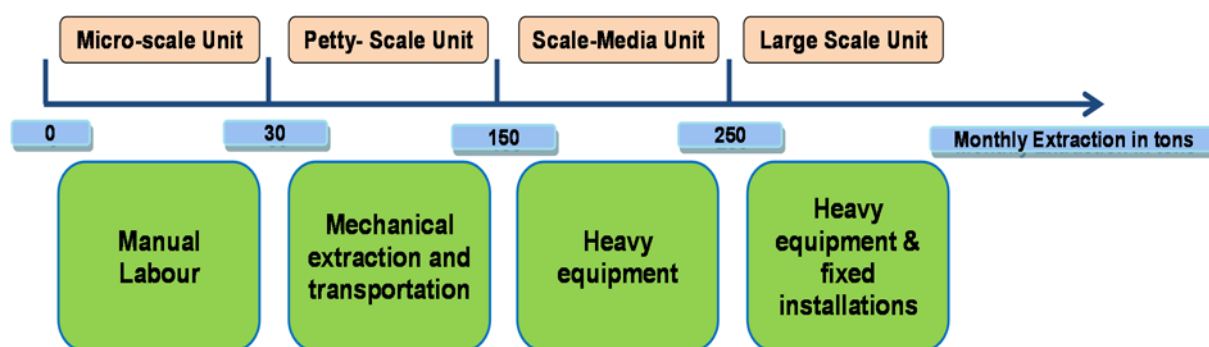 Micro-scale Unit
Petty- Scale Unit
Scale-Media Unit
Large Scale Unit
0
30
150
250
Monthly Extraction in tons
Manual
Labour
Mechanical
extraction and
transportation
Heavy
equipment
Heavy
equipment &
fixed
installations